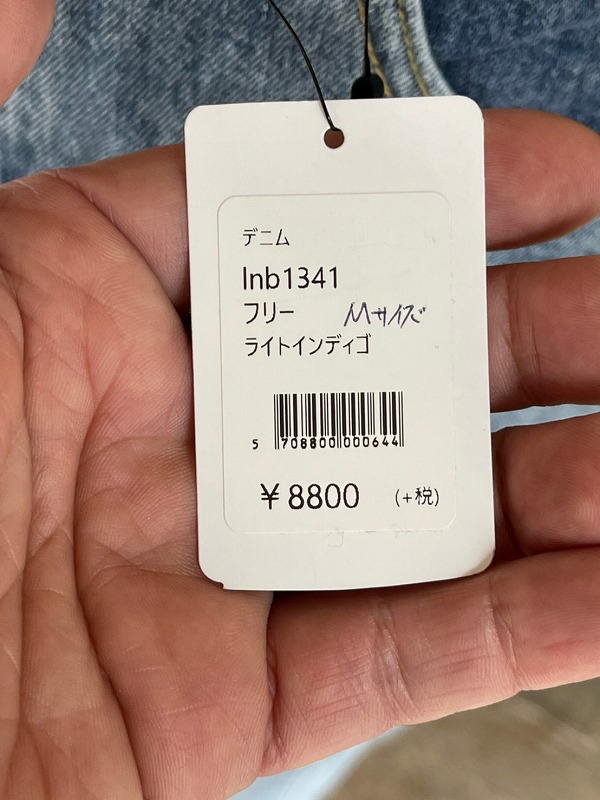 デニム
lnb1341
フリー Mサイズ
ライトインディゴ
5 708800 000644
￥8800 (+税)